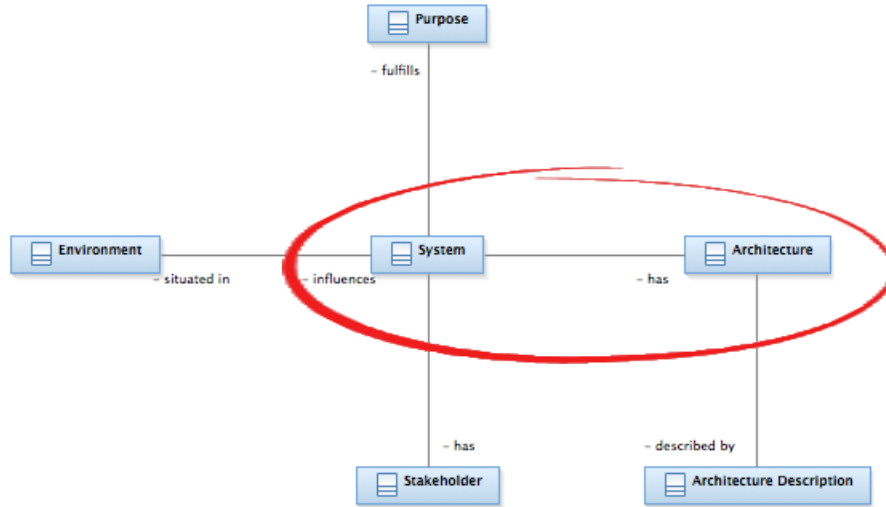 Purpose
- fulfills
Environment
System
Architecture
- situated in
- influences
- has
- has
- described by
Stakeholder
Architecture Description